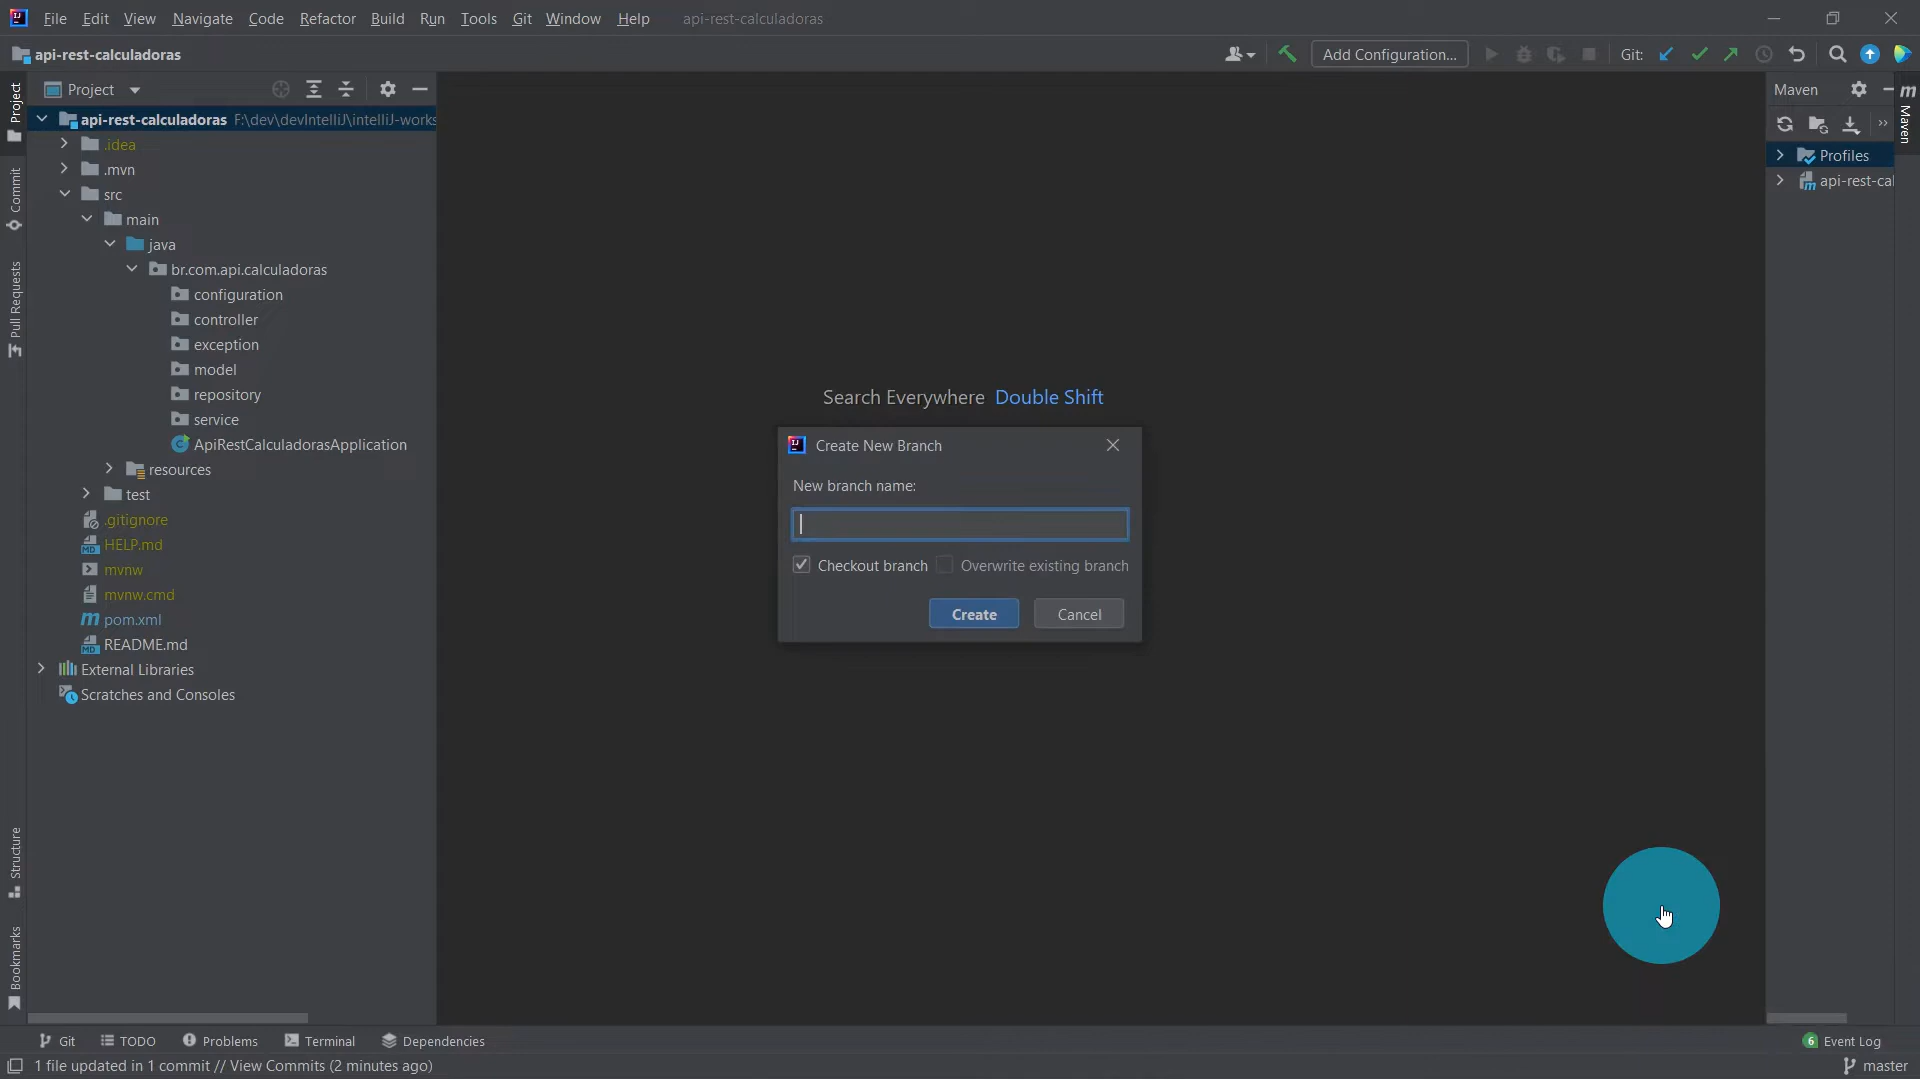 File Edit View Navigate Code Refactor Build Run Tools Git Window Help api-rest-calculadoras
api-rest-calculadoras Add Configuration... Git:
Project Maven
api-rest-calculadoras F:\dev\devIntelliJ\intelliJ-works
.idea
.mvn
src
main
java
br.com.api.calculadoras
configuration
controller
exception
model
repository
service
ApiRestCalculadorasApplication
resources
test
.gitignore
HELP.md
mvnw
mvnw.cmd
pom.xml
README.md
External Libraries
Scratches and Consoles
Project
Commit
Pull Requests
Structure
Bookmarks
Search Everywhere Double Shift
Create New Branch
New branch name:
Checkout branch Overwrite existing branch
Create Cancel
Profiles
api-rest-cal
Maven
Git TODO Problems Terminal Dependencies 6 Event Log
1 file updated in 1 commit // View Commits (2 minutes ago) master